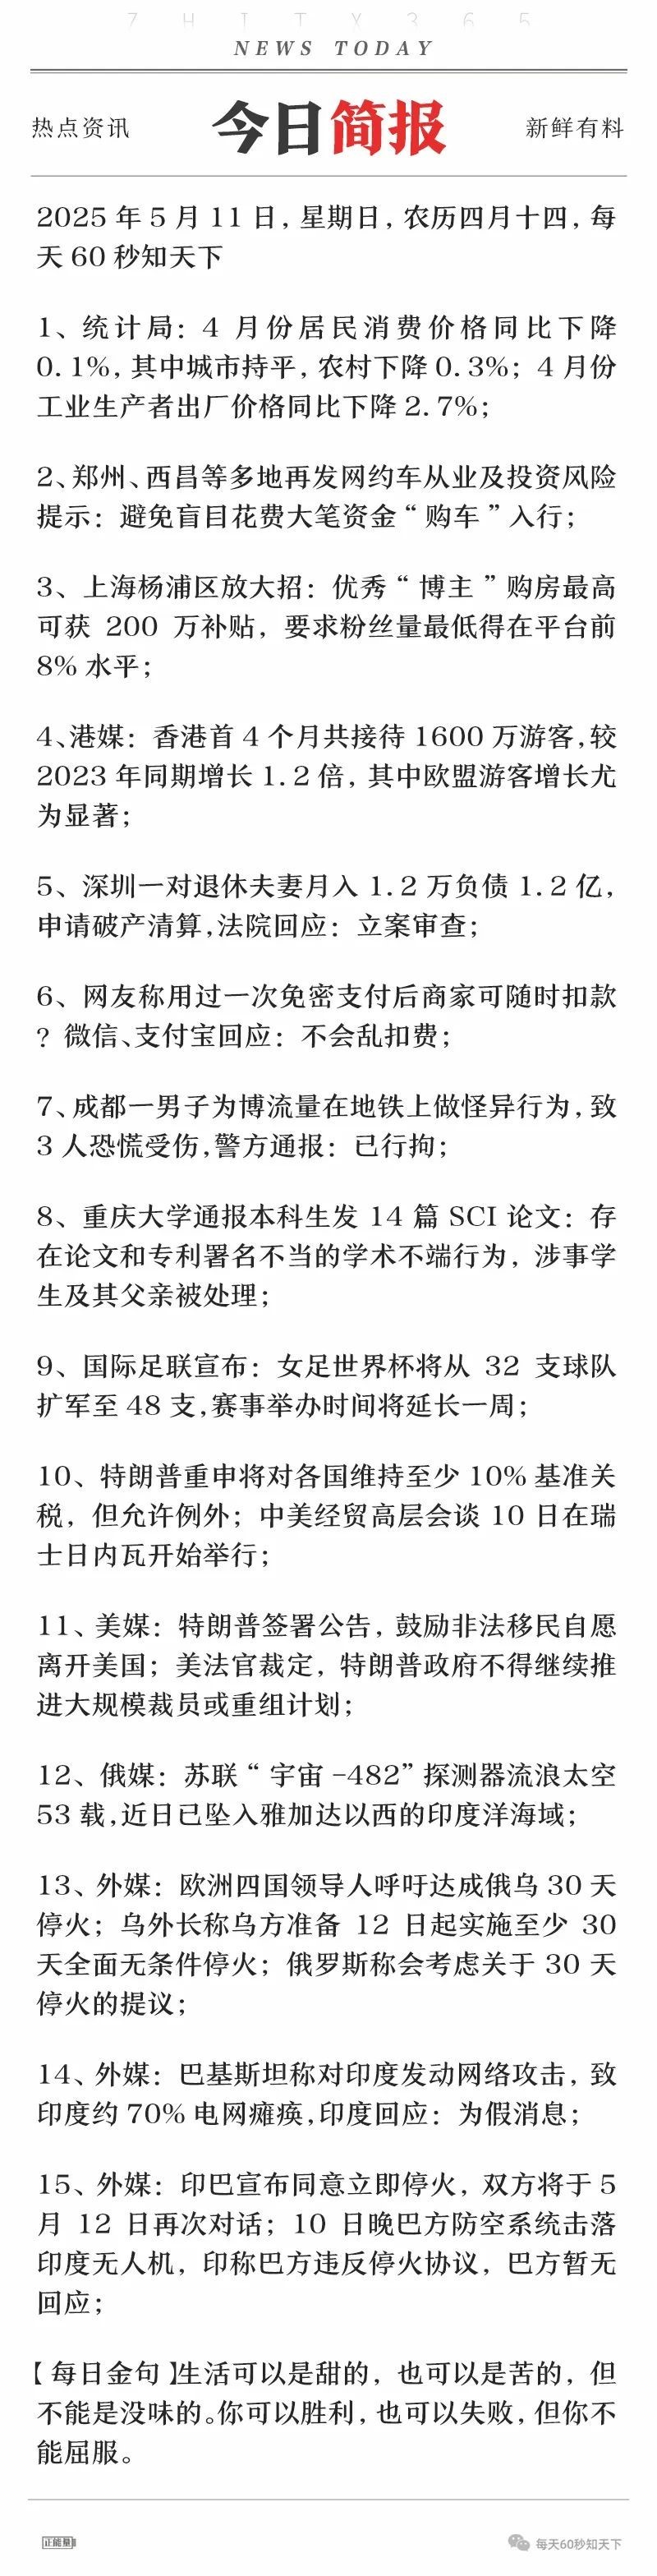 Z H I T X 3 6 5
NEWS TODAY
热点资讯 今日简报 新鲜有料
2025 年 5 月 11 日，星期日，农历四月十四，每
天 60 秒知天下
1、统计局：4 月份居民消费价格同比下降
0.1%，其中城市持平，农村下降 0.3%；4 月份
工业生产者出厂价格同比下降 2.7%；
2、郑州、西昌等多地再发网约车从业及投资风险
提示：避免盲目花费大笔资金“购车”入行；
3、上海杨浦区放大招：优秀“博主”购房最高
可获 200 万补贴，要求粉丝量最低得在平台前
8% 水平；
4、港媒：香港首 4 个月共接待 1600 万游客，较
2023 年同期增长 1.2 倍，其中欧盟游客增长尤
为显著；
5、深圳一对退休夫妻月入 1.2 万负债 1.2 亿，
申请破产清算，法院回应：立案审查；
6、网友称用过一次免密支付后商家可随时扣款
？微信、支付宝回应：不会乱扣费；
7、成都一男子为博流量在地铁上做怪异行为，致
3 人恐慌受伤，警方通报：已行拘；
8、重庆大学通报本科生发 14 篇 SCI 论文：存
在论文和专利署名不当的学术不端行为，涉事学
生及其父亲被处理；
9、国际足联宣布：女足世界杯将从 32 支球队
扩军至 48 支，赛事举办时间将延长一周；
10、特朗普重申将对各国维持至少 10% 基准关
税，但允许例外；中美经贸高层会谈 10 日在瑞
士日内瓦开始举行；
11、美媒：特朗普签署公告，鼓励非法移民自愿
离开美国；美法官裁定，特朗普政府不得继续推
进大规模裁员或重组计划；
12、俄媒：苏联“宇宙 -482”探测器流浪太空
53 载，近日已坠入雅加达以西的印度洋海域；
13、外媒：欧洲四国领导人呼吁达成俄乌 30 天
停火；乌外长称乌方准备 12 日起实施至少 30
天全面无条件停火；俄罗斯称会考虑关于 30 天
停火的提议；
14、外媒：巴基斯坦称对印度发动网络攻击，致
印度约 70% 电网瘫痪，印度回应：为假消息；
15、外媒：印巴宣布同意立即停火，双方将于 5
月 12 日再次对话；10 日晚巴方防空系统击落
印度无人机，印称巴方违反停火协议，巴方暂无
回应；
【每日金句】生活可以是甜的，也可以是苦的，但
不能是没味的。你可以胜利，也可以失败，但你不
能屈服。
正能量 每天60秒知天下